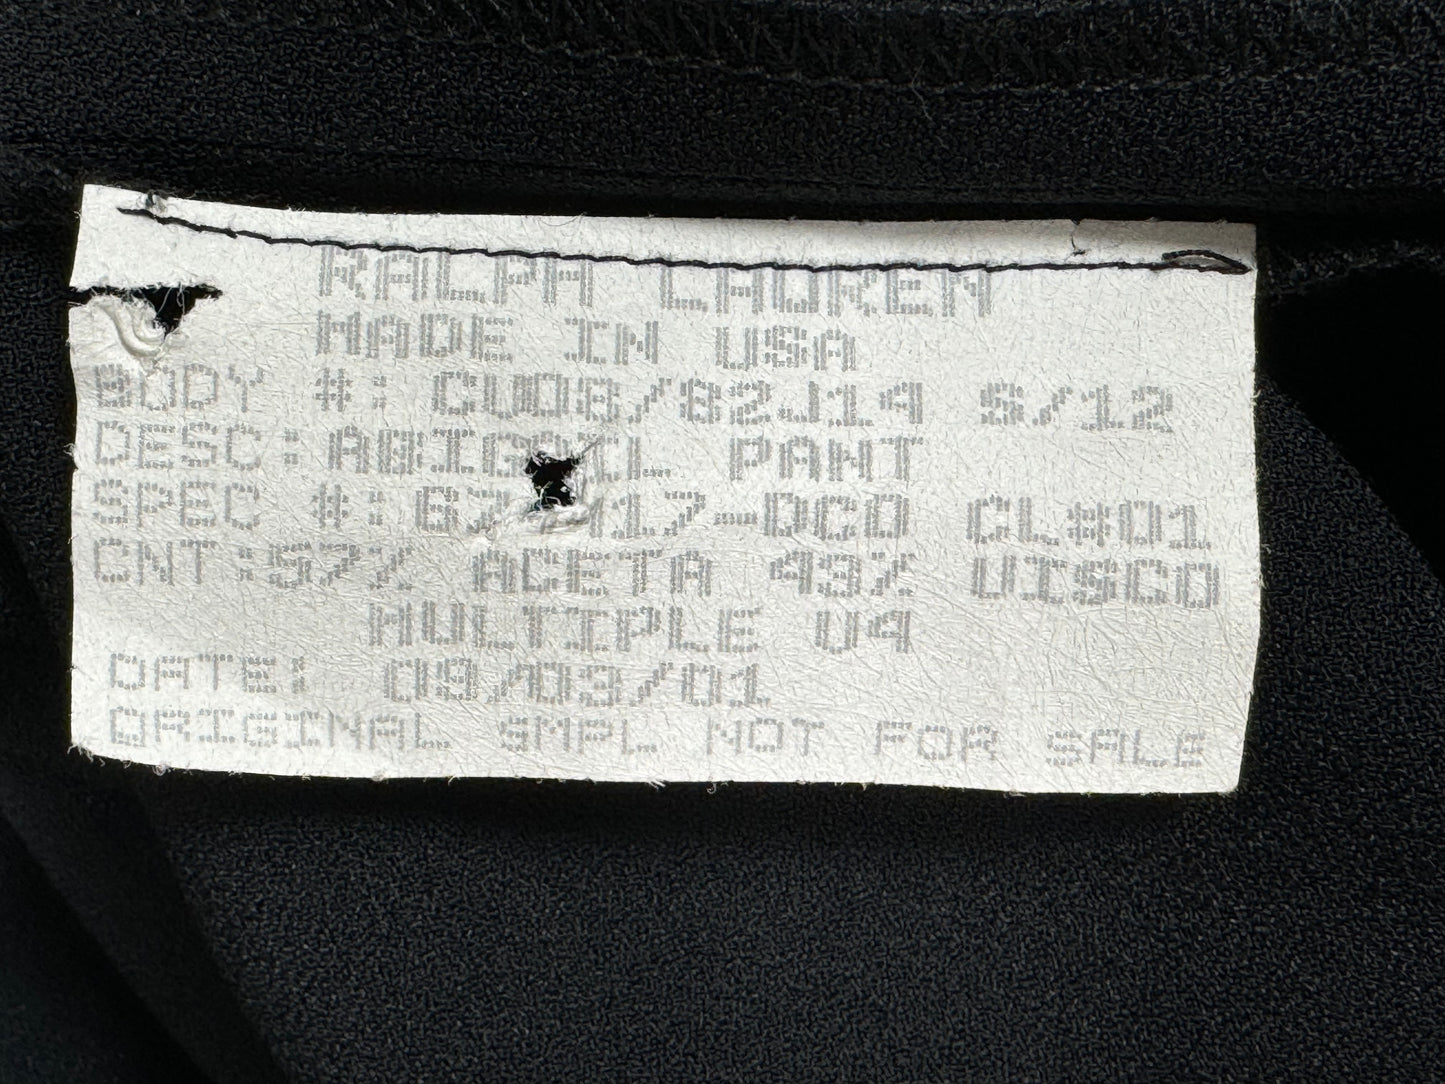 RALPH LAUREN
MADE IN USA
BODY #: CU08/82J14 S/12
DESC: PANT
SPEC #: CL#01
CNT:57% ACETA 43% VISCO
MULTIPLE V4
DATE: 09/03/01
ORIGINAL SMPL NOT FOR SALE